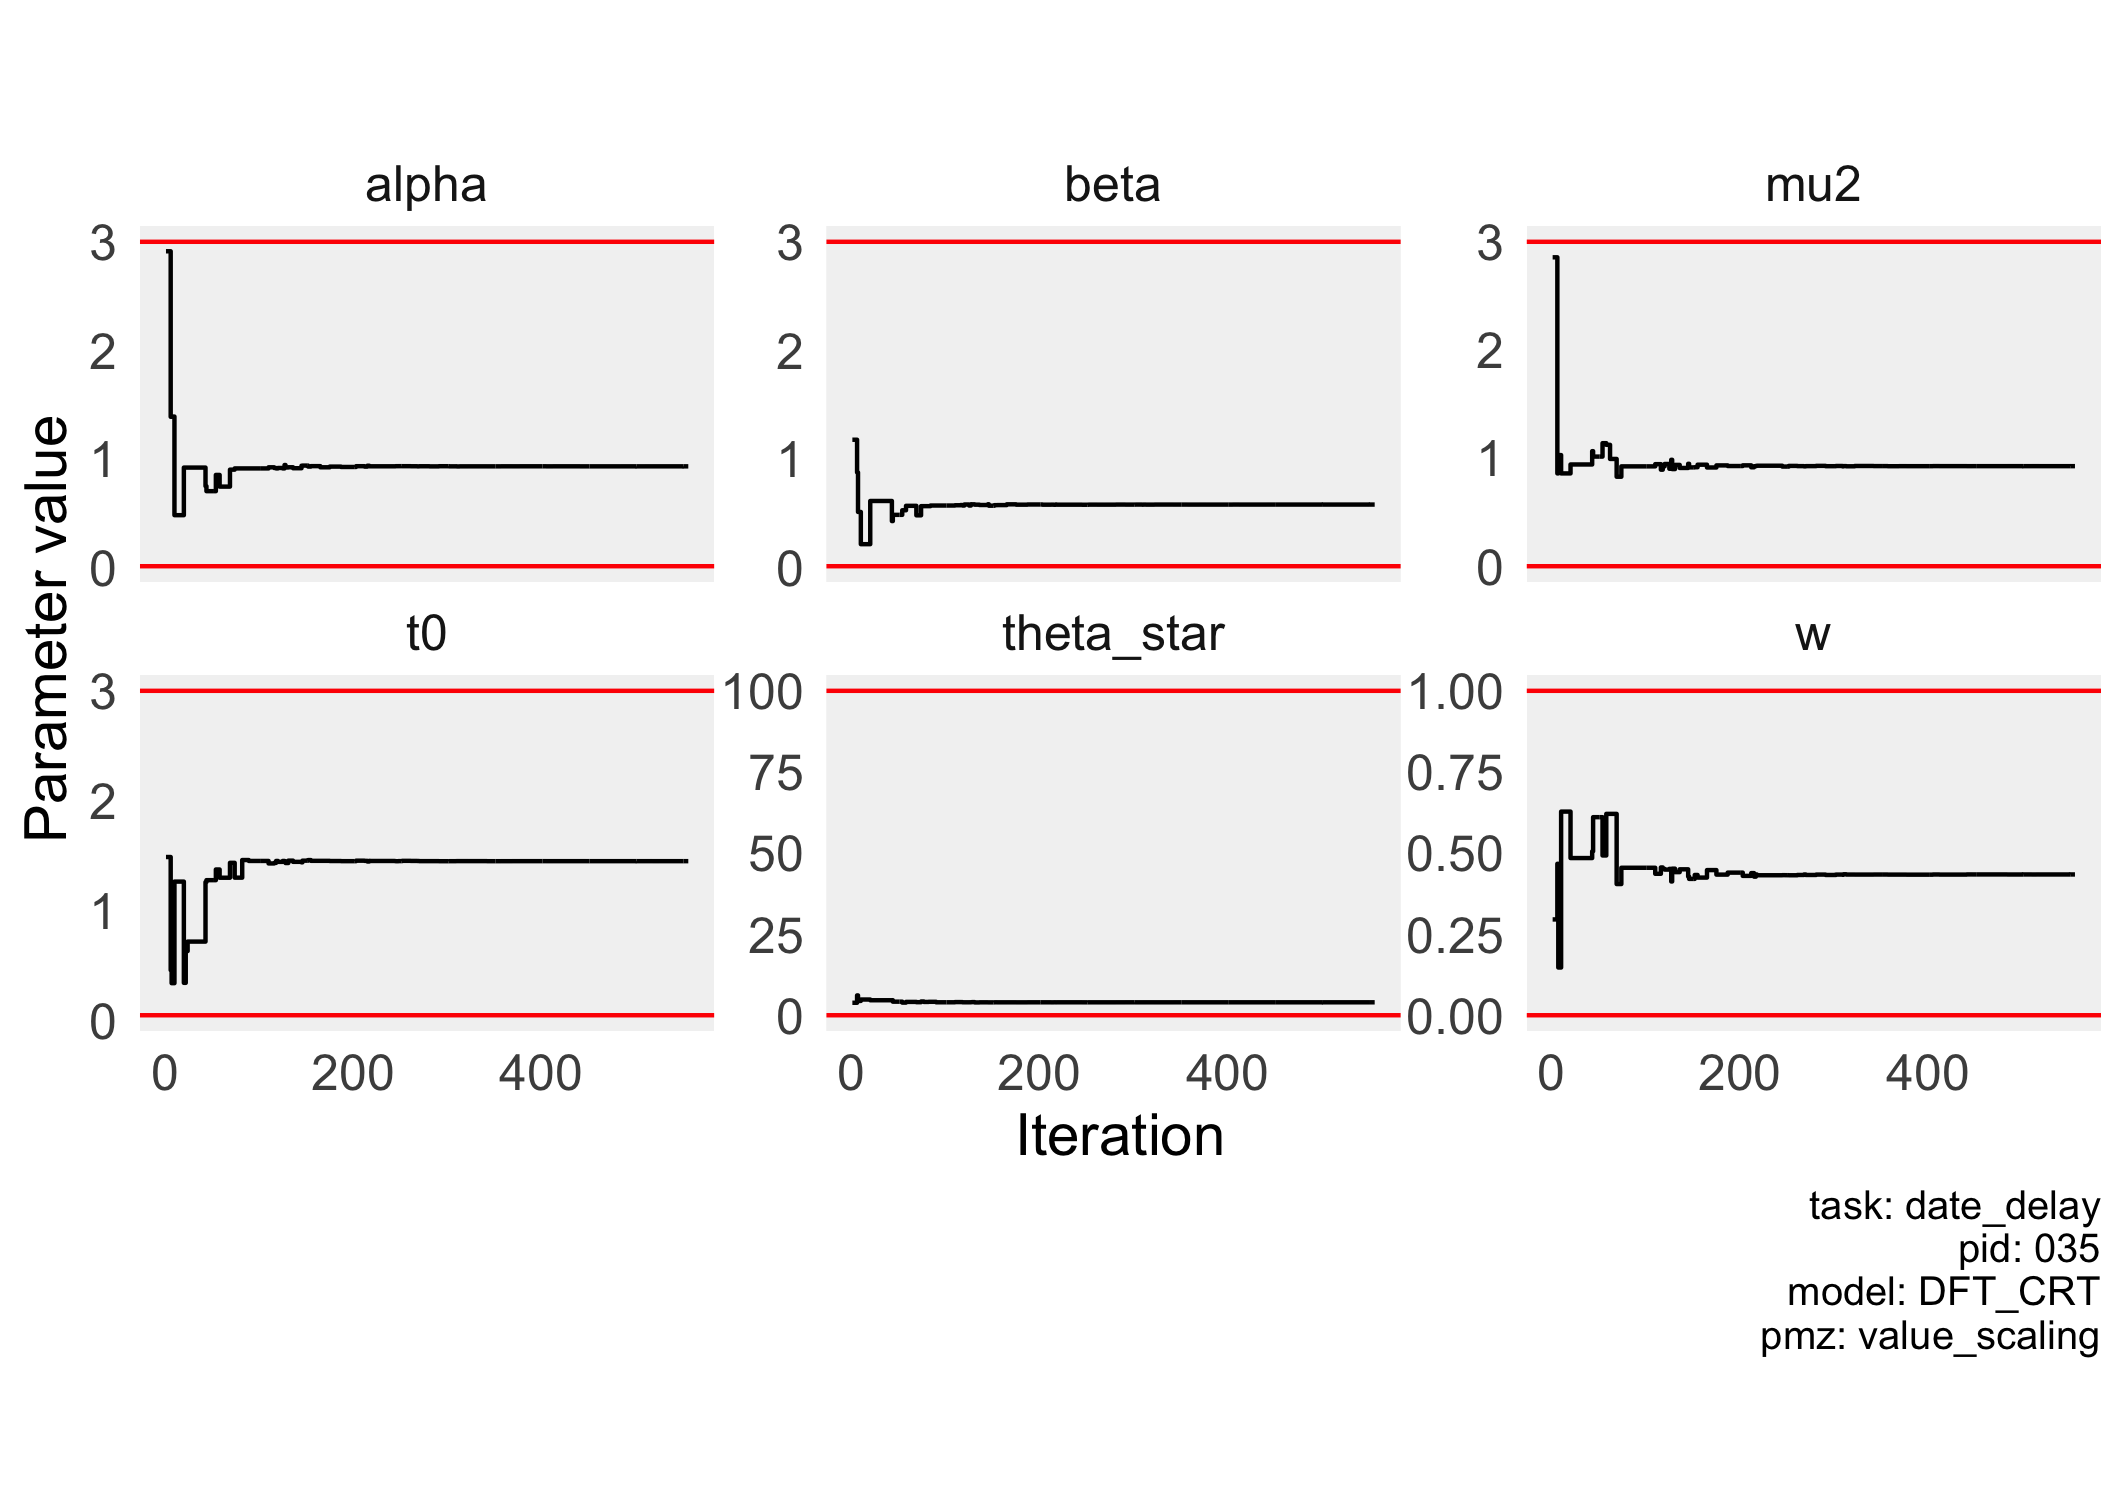 alpha
beta
mu2
3
2
1
0
3
2
1
0
3
2
1
0
t0
theta_star
w
3
2
1
0
100
75
50
25
0
1.00
0.75
0.50
0.25
0.00
0 200 400
0 200 400
0 200 400
Parameter value
Iteration
task: date_delay
pid: 035
model: DFT_CRT
pmz: value_scaling